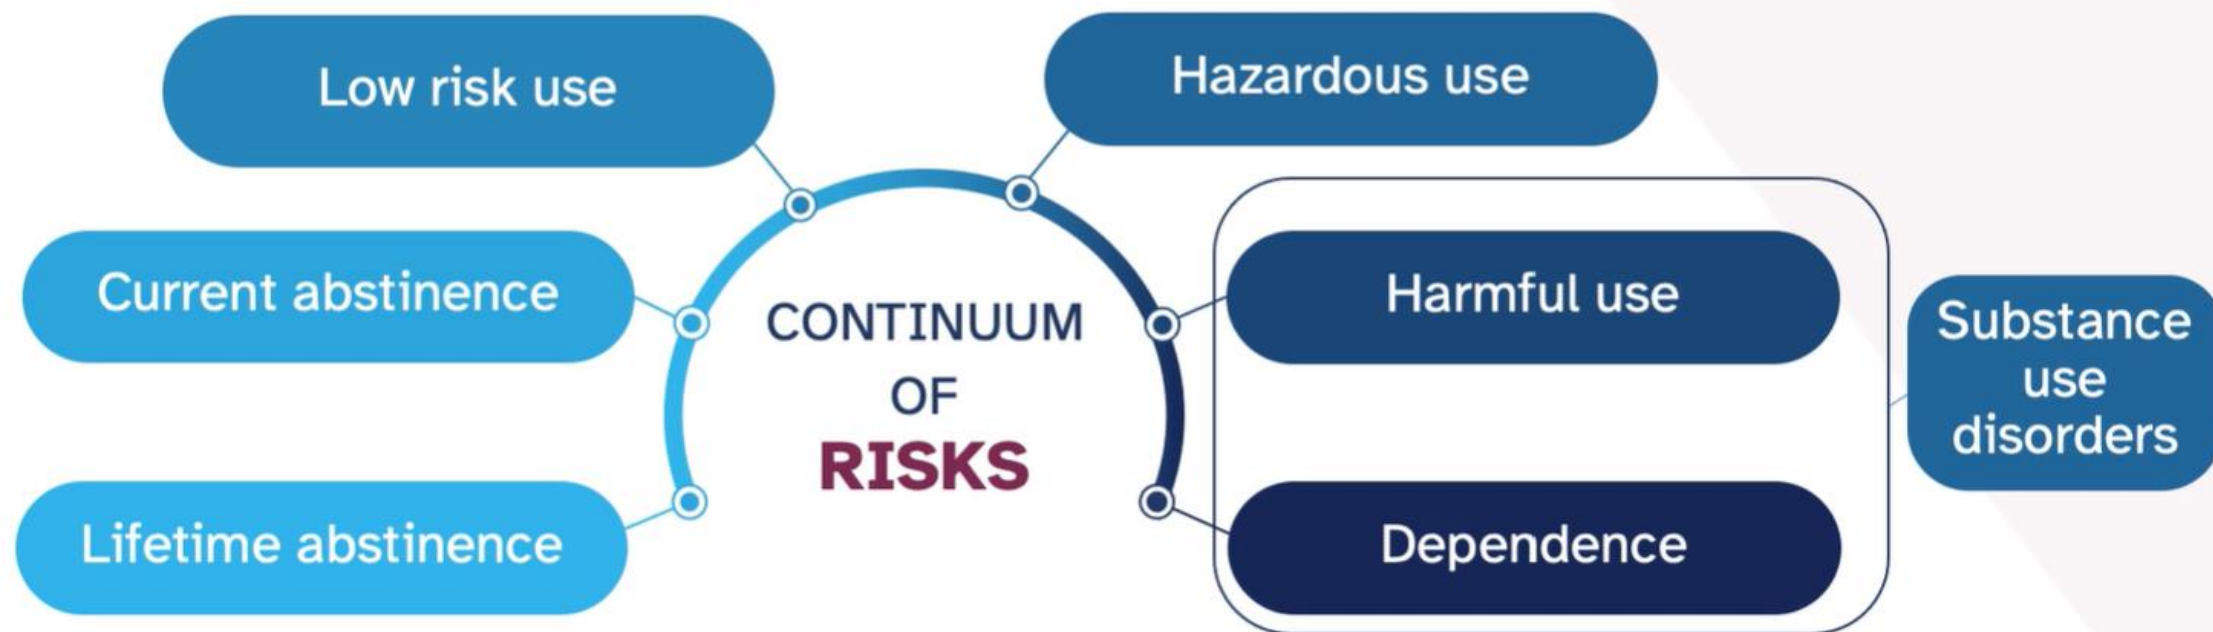 Low risk use
Hazardous use
Current abstinence
Harmful use
Lifetime abstinence
Dependence
CONTINUUM
OF
RISKS
Substance
use
disorders